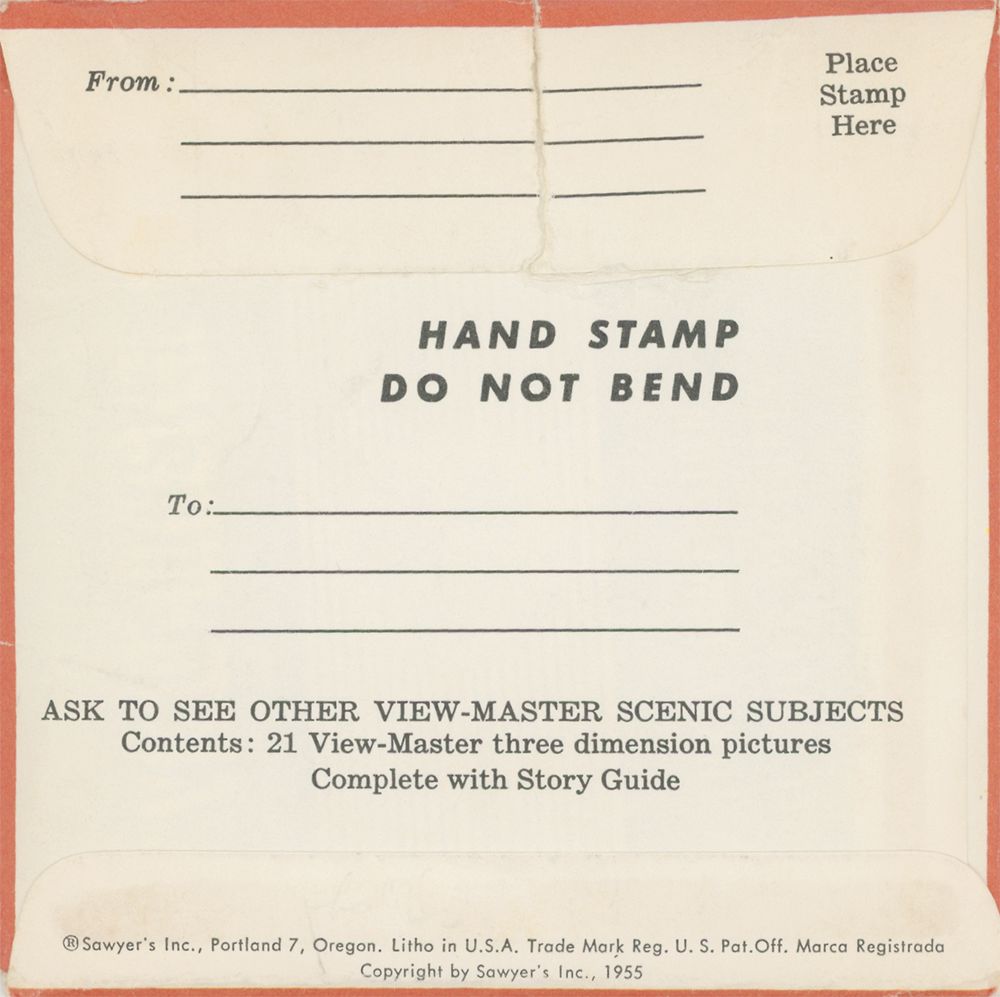 From:
Place
Stamp
Here
HAND STAMP
DO NOT BEND
To:
ASK TO SEE OTHER VIEW-MASTER SCENIC SUBJECTS
Contents: 21 View-Master three dimension pictures
Complete with Story Guide
®Sawyer's Inc., Portland 7, Oregon. Litho in U.S.A. Trade Mark Reg. U. S. Pat.Off. Marca Registrada
Copyright by Sawyer's Inc., 1955